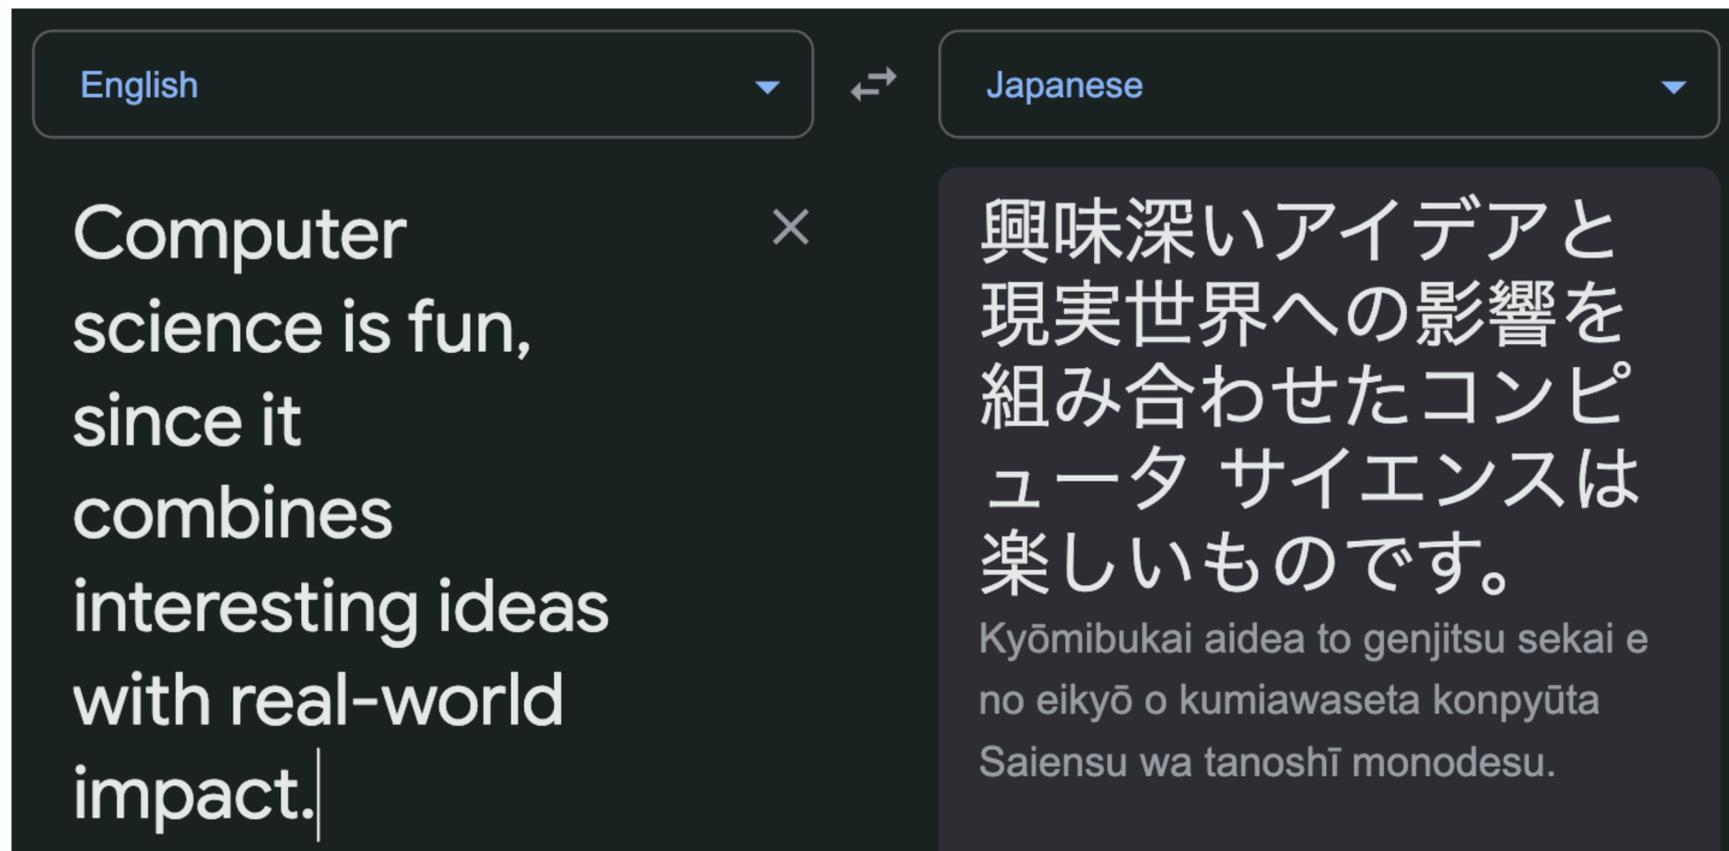 English
Japanese
Computer
science is fun,
since it
combines
interesting ideas
with real-world
impact.
興味深いアイデアと
現実世界への影響を
組み合わせたコンピ
ュータ サイエンスは
楽しいものです。
Kyōmibukai aidea to genjitsu sekai e
no eikyō o kumiawaseta konpyūta
Saiensu wa tanoshī monodesu.